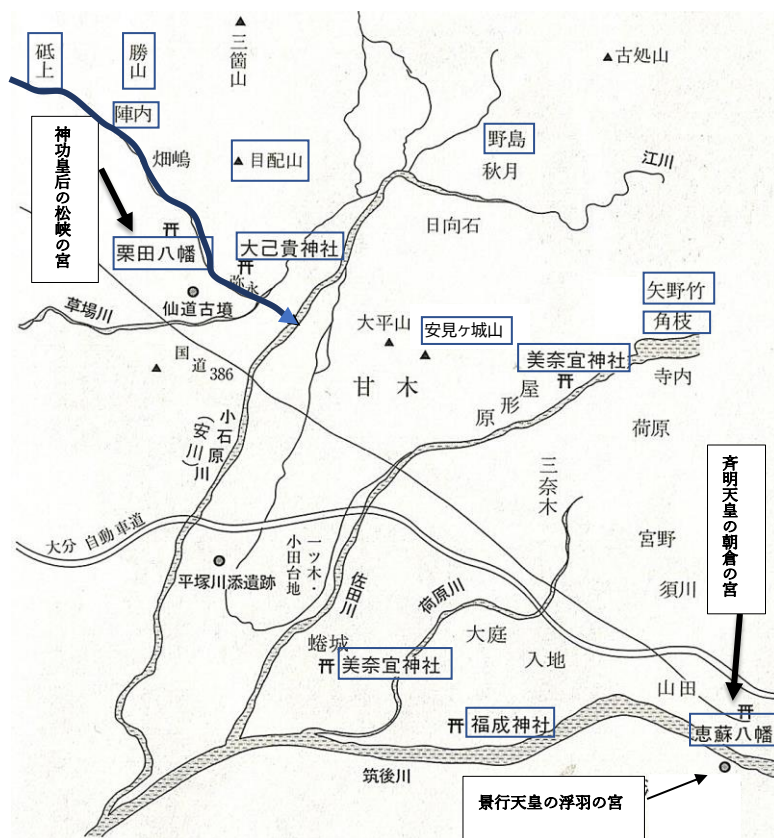 砥上
勝山
三箇山
古処山
陣内
神功皇后の松峡の宮
畑嶋
目配山
野島
秋月
江川
日向石
栗田八幡
大己貴神社
弥永
仙道古墳
草場川
国道386
大平山
安見ヶ城山
矢野竹
角枝
美奈宜神社
寺内
甘木
屋形原
荷原
小石原川
(安川)
三奈木
斉明天皇の朝倉の宮
大分自動車道
一ツ木・
小田台地
宮野
平塚川添遺跡
佐田川
荷原川
須川
蜷城
大庭
入地
美奈宜神社
山田
福成神社
恵蘇八幡
筑後川
景行天皇の浮羽の宮